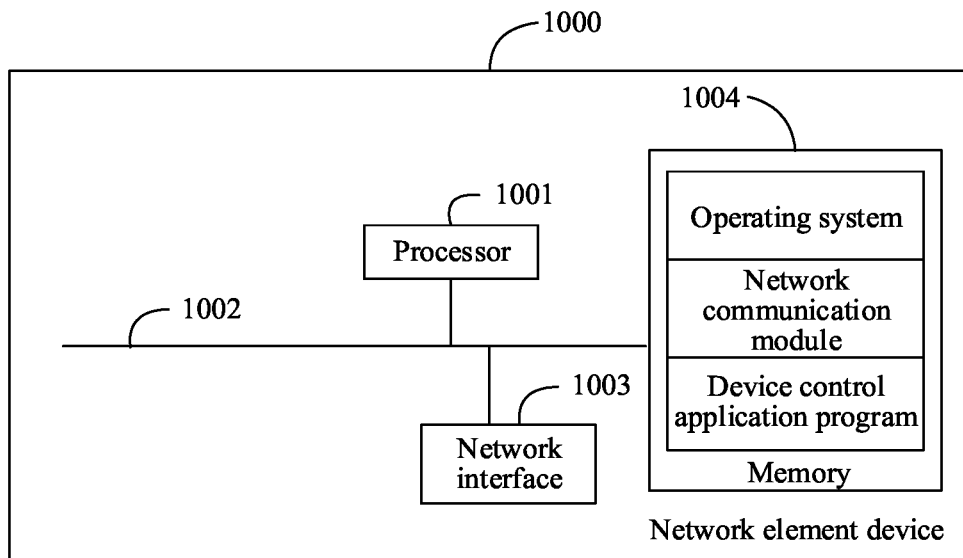 1000
1004
1001
Processor
1002
1003
Network
interface
Operating system
Network
communication
module
Device control
application program
Memory
Network element device